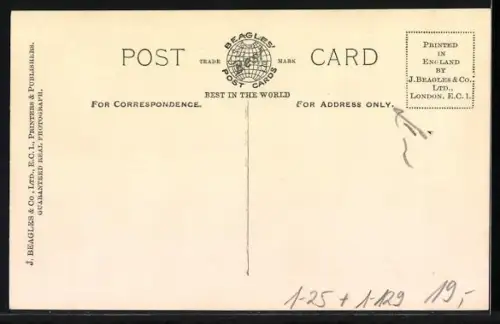 J. BEAGLES & CO., LTD., E.C. 1., PRINTERS & PUBLISHERS.
GUARANTEED REAL PHOTOGRAPH.
POST CARD
BEAGLES'
TRADE MARK
POST CARDS
BEST IN THE WORLD
FOR CORRESPONDENCE.
FOR ADDRESS ONLY.
PRINTED
IN
ENGLAND
BY
J. BEAGLES & CO.
LTD.,
LONDON. E.C. 1.
1-25 + 1-129 19,-